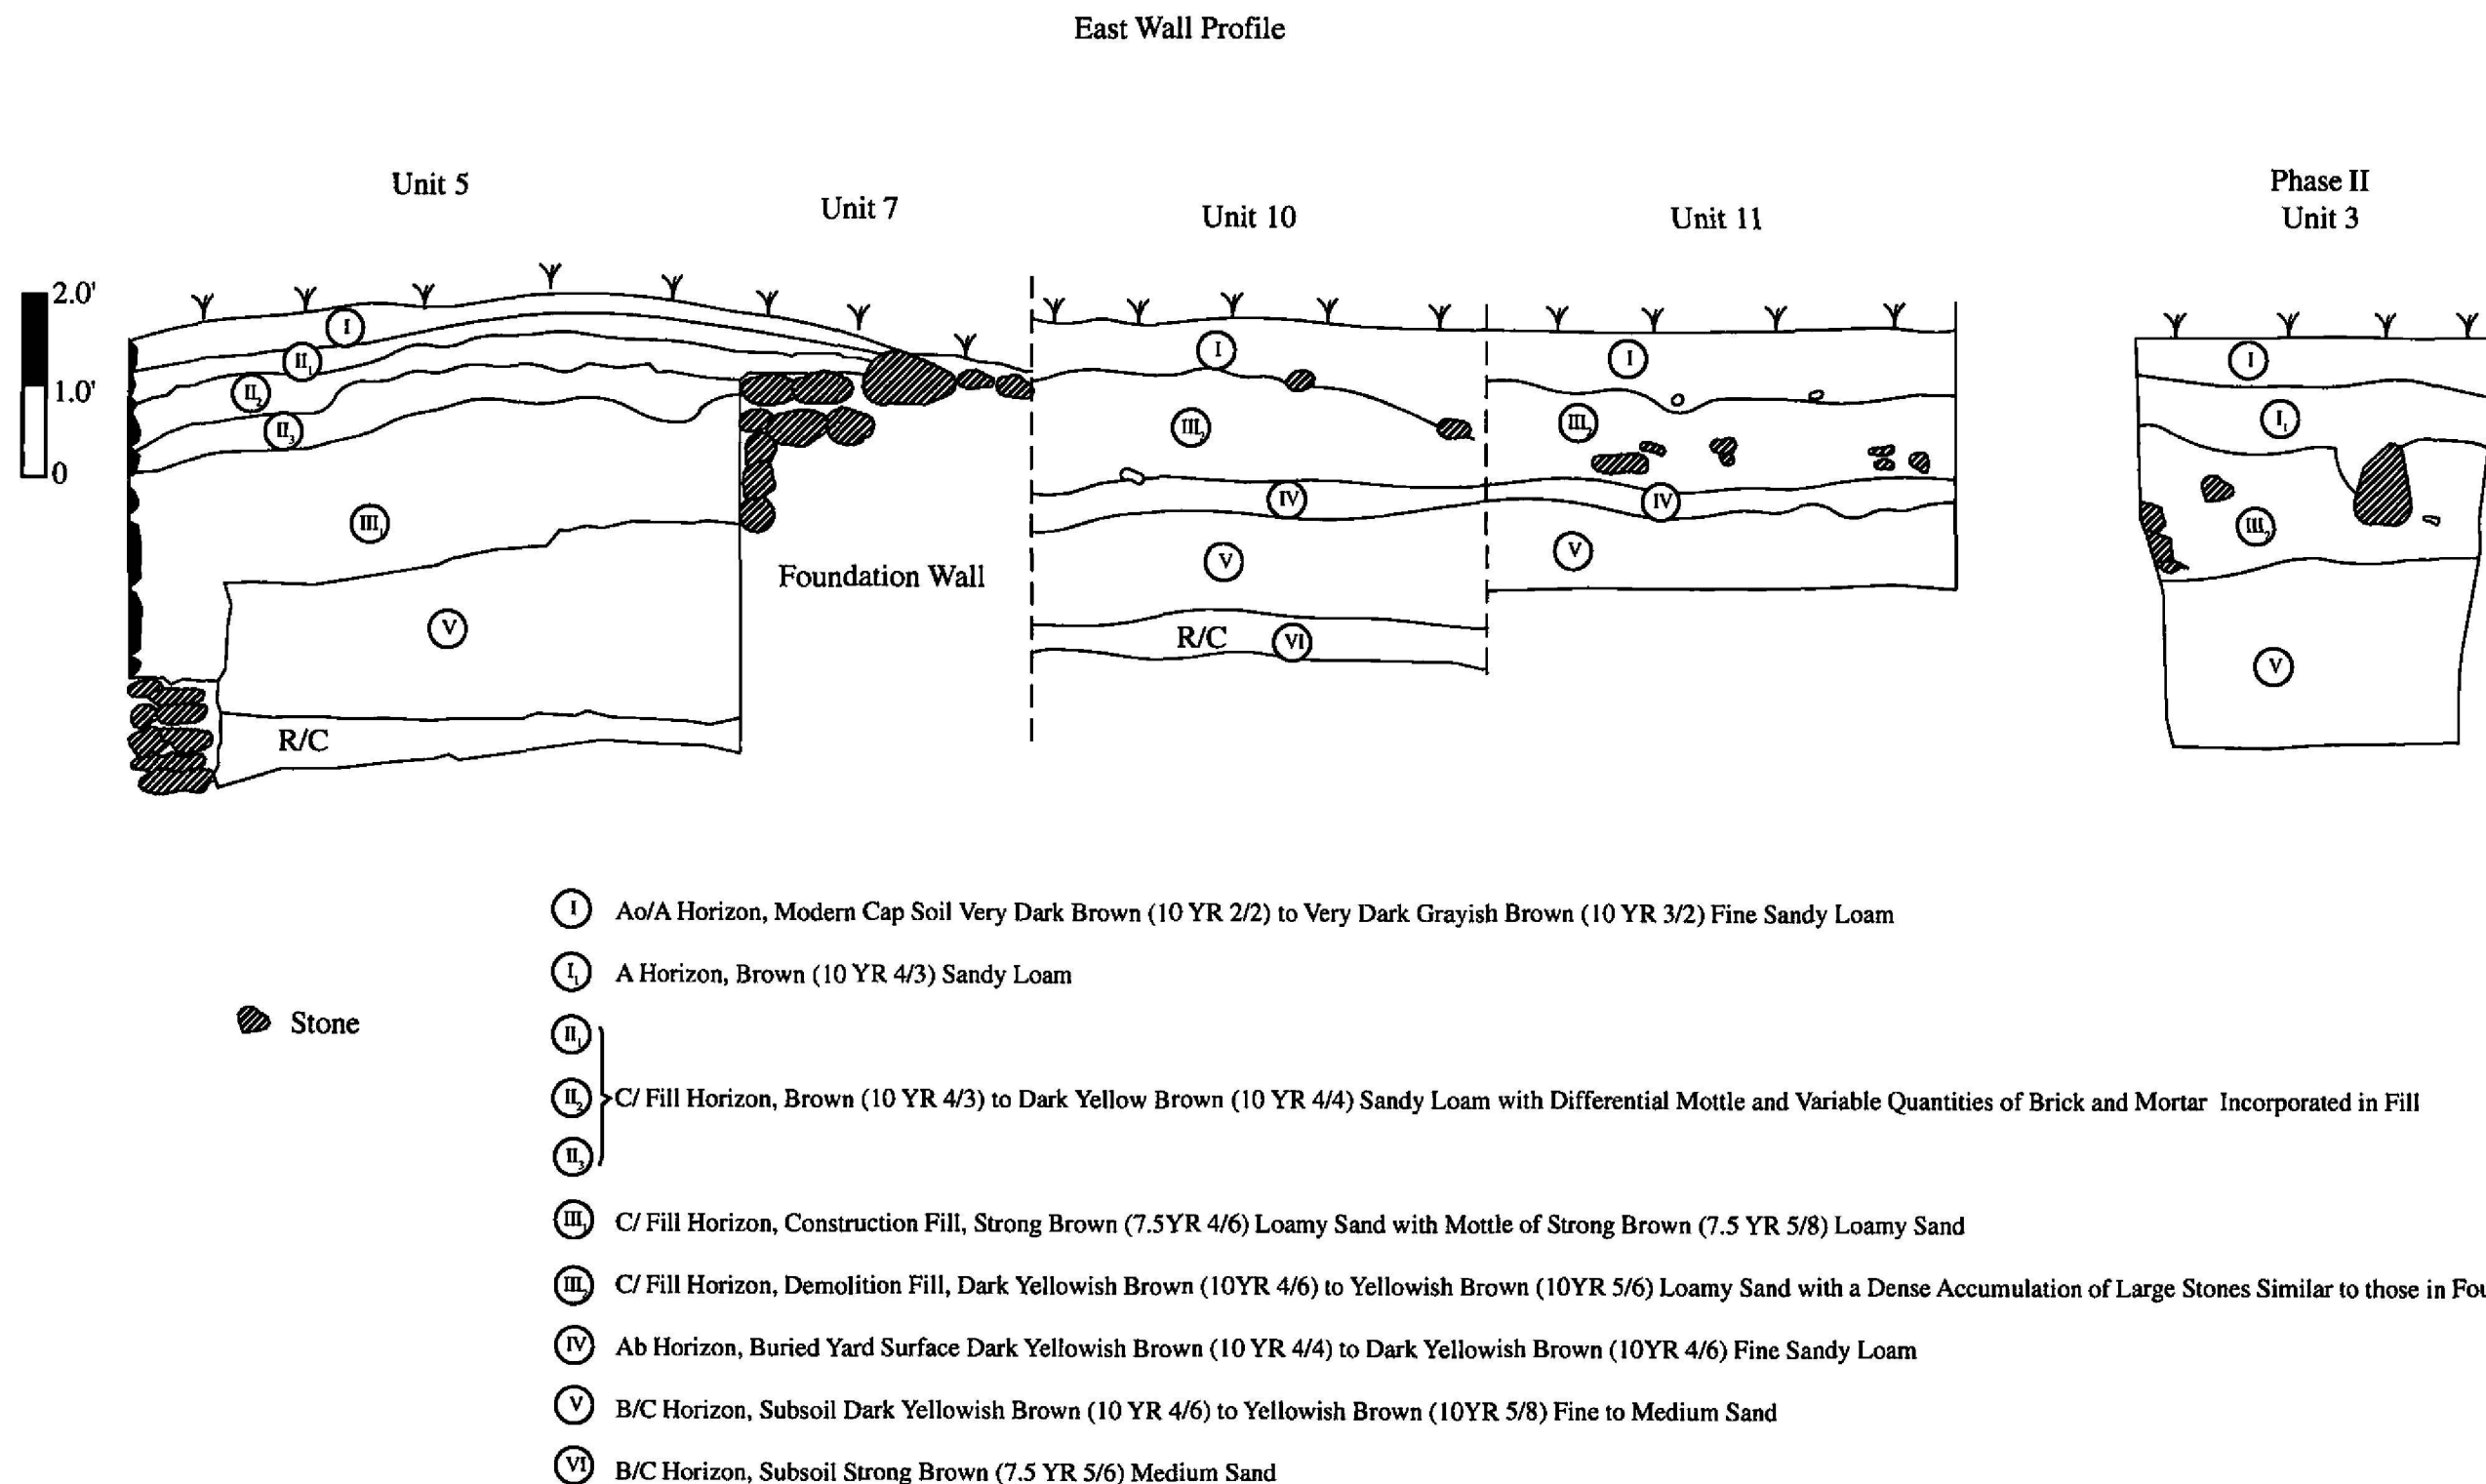 East Wall Profile
Unit 5
Unit 7
Unit 10
Unit 11
Phase II
Unit 3
2.0'
1.0'
0
I
II₁
II₂
II₃
III₁
V
R/C
Foundation Wall
I
III₂
IV
V
R/C
VI
I
III₂
IV
V
I
I₁
III₂
V
Stone
I Ao/A Horizon, Modern Cap Soil Very Dark Brown (10 YR 2/2) to Very Dark Grayish Brown (10 YR 3/2) Fine Sandy Loam
I₁ A Horizon, Brown (10 YR 4/3) Sandy Loam
II₁
II₂ C/ Fill Horizon, Brown (10 YR 4/3) to Dark Yellow Brown (10 YR 4/4) Sandy Loam with Differential Mottle and Variable Quantities of Brick and Mortar Incorporated in Fill
II₃
III₁ C/ Fill Horizon, Construction Fill, Strong Brown (7.5YR 4/6) Loamy Sand with Mottle of Strong Brown (7.5 YR 5/8) Loamy Sand
III₂ C/ Fill Horizon, Demolition Fill, Dark Yellowish Brown (10YR 4/6) to Yellowish Brown (10YR 5/6) Loamy Sand with a Dense Accumulation of Large Stones Similar to those in Fou
IV Ab Horizon, Buried Yard Surface Dark Yellowish Brown (10 YR 4/4) to Dark Yellowish Brown (10YR 4/6) Fine Sandy Loam
V B/C Horizon, Subsoil Dark Yellowish Brown (10 YR 4/6) to Yellowish Brown (10YR 5/8) Fine to Medium Sand
VI B/C Horizon, Subsoil Strong Brown (7.5 YR 5/6) Medium Sand